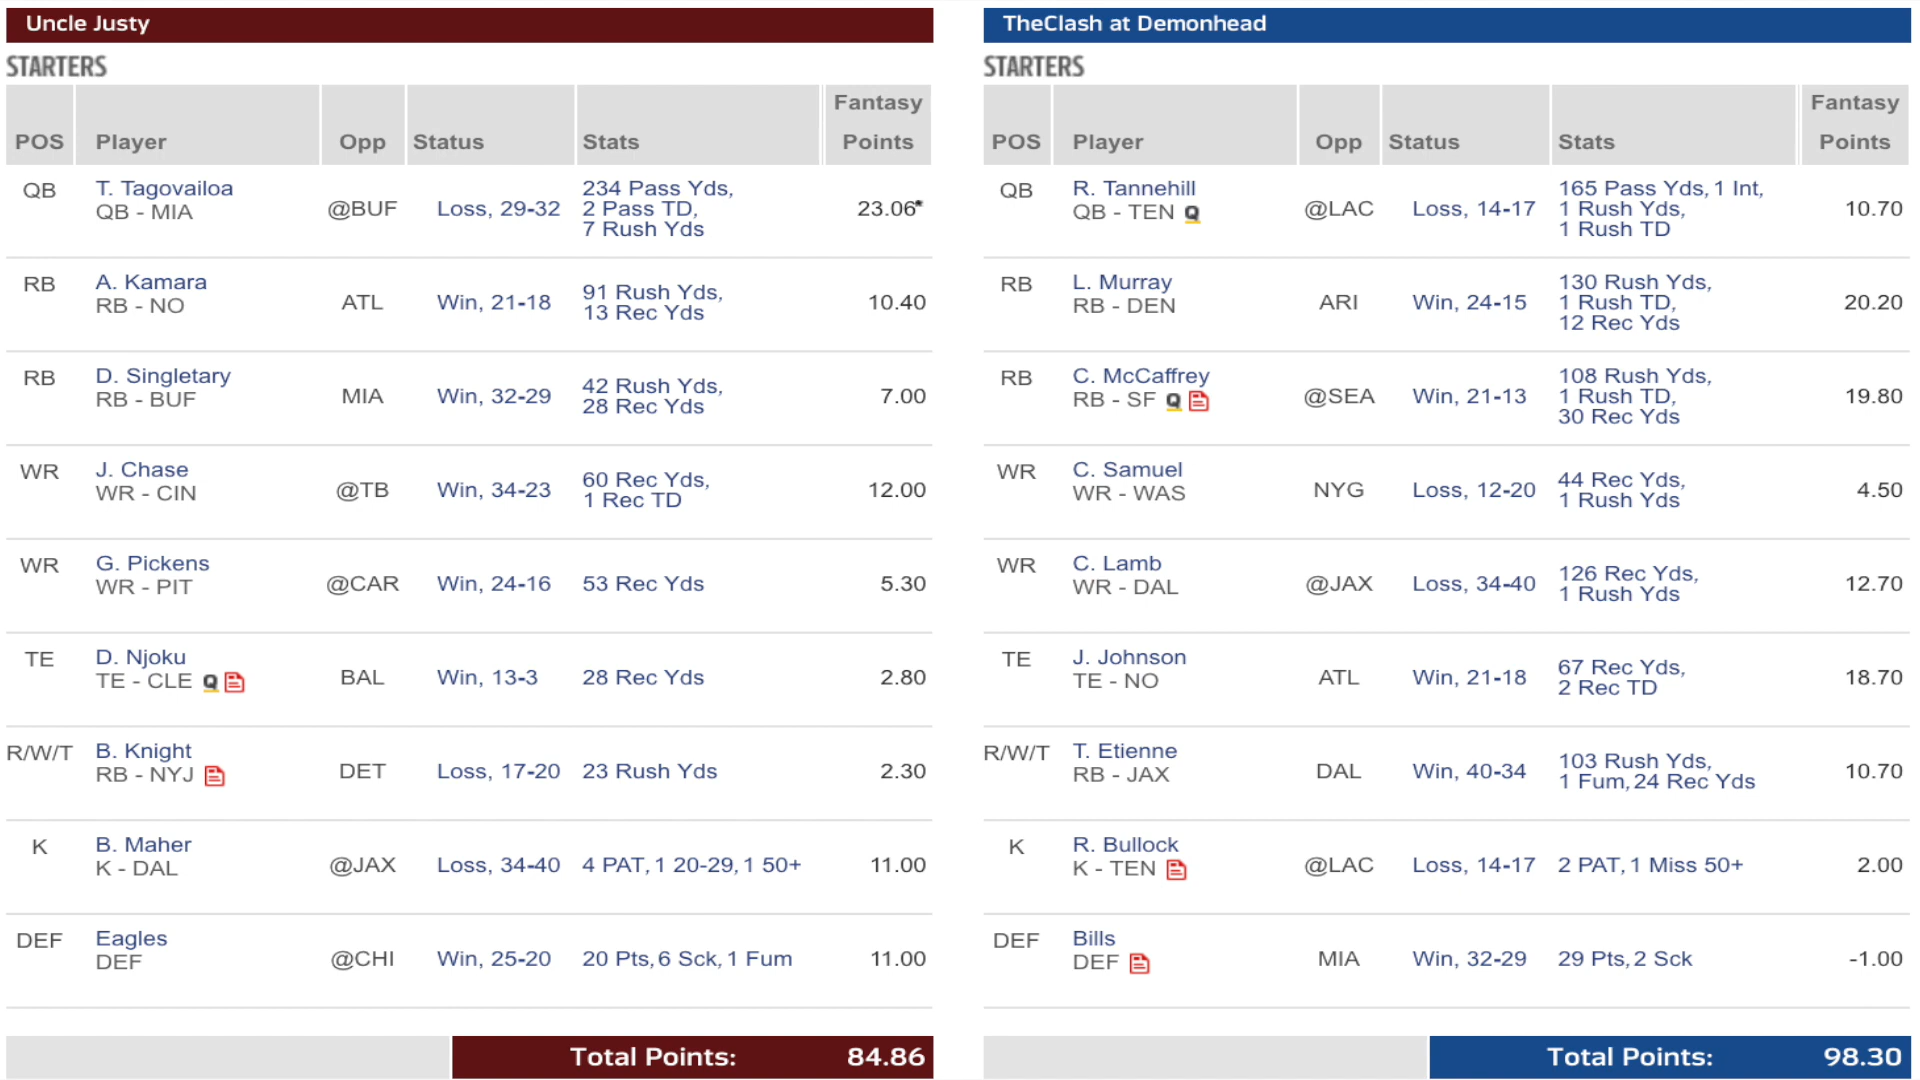 Uncle Justy
STARTERS
POS Player Opp Status Stats Fantasy Points
QB T. Tagovailoa QB - MIA @BUF Loss, 29-32 234 Pass Yds, 2 Pass TD, 7 Rush Yds 23.06*
RB A. Kamara RB - NO ATL Win, 21-18 91 Rush Yds, 13 Rec Yds 10.40
RB D. Singletary RB - BUF MIA Win, 32-29 42 Rush Yds, 28 Rec Yds 7.00
WR J. Chase WR - CIN @TB Win, 34-23 60 Rec Yds, 1 Rec TD 12.00
WR G. Pickens WR - PIT @CAR Win, 24-16 53 Rec Yds 5.30
TE D. Njoku TE - CLE Q BAL Win, 13-3 28 Rec Yds 2.80
R/W/T B. Knight RB - NYJ DET Loss, 17-20 23 Rush Yds 2.30
K B. Maher K - DAL @JAX Loss, 34-40 4 PAT, 1 20-29, 1 50+ 11.00
DEF Eagles DEF @CHI Win, 25-20 20 Pts, 6 Sck, 1 Fum 11.00
Total Points: 84.86
TheClash at Demonhead
STARTERS
POS Player Opp Status Stats Fantasy Points
QB R. Tannehill QB - TEN Q @LAC Loss, 14-17 165 Pass Yds, 1 Int, 1 Rush Yds, 1 Rush TD 10.70
RB L. Murray RB - DEN ARI Win, 24-15 130 Rush Yds, 1 Rush TD, 12 Rec Yds 20.20
RB C. McCaffrey RB - SF Q @SEA Win, 21-13 108 Rush Yds, 1 Rush TD, 30 Rec Yds 19.80
WR C. Samuel WR - WAS NYG Loss, 12-20 44 Rec Yds, 1 Rush Yds 4.50
WR C. Lamb WR - DAL @JAX Loss, 34-40 126 Rec Yds, 1 Rush Yds 12.70
TE J. Johnson TE - NO ATL Win, 21-18 67 Rec Yds, 2 Rec TD 18.70
R/W/T T. Etienne RB - JAX DAL Win, 40-34 103 Rush Yds, 1 Fum, 24 Rec Yds 10.70
K R. Bullock K - TEN @LAC Loss, 14-17 2 PAT, 1 Miss 50+ 2.00
DEF Bills DEF MIA Win, 32-29 29 Pts, 2 Sck -1.00
Total Points: 98.30